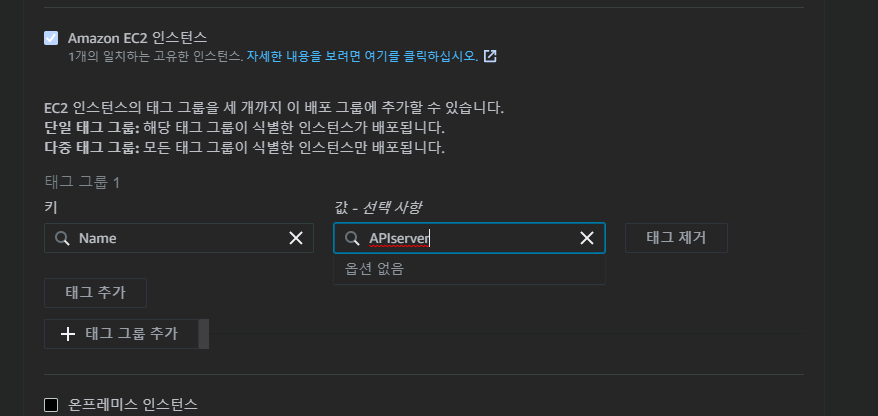 Amazon EC2 인스턴스
1개의 일치하는 고유한 인스턴스. 자세한 내용을 보려면 여기를 클릭하십시오.
EC2 인스턴스의 태그 그룹을 세 개까지 이 배포 그룹에 추가할 수 있습니다.
단일 태그 그룹: 해당 태그 그룹이 식별한 인스턴스가 배포됩니다.
다중 태그 그룹: 모든 태그 그룹이 식별한 인스턴스만 배포됩니다.
태그 그룹 1
키 값 - 선택 사항
Name APIserver 태그 제거
옵션 없음
태그 추가
태그 그룹 추가
온프레미스 인스턴스